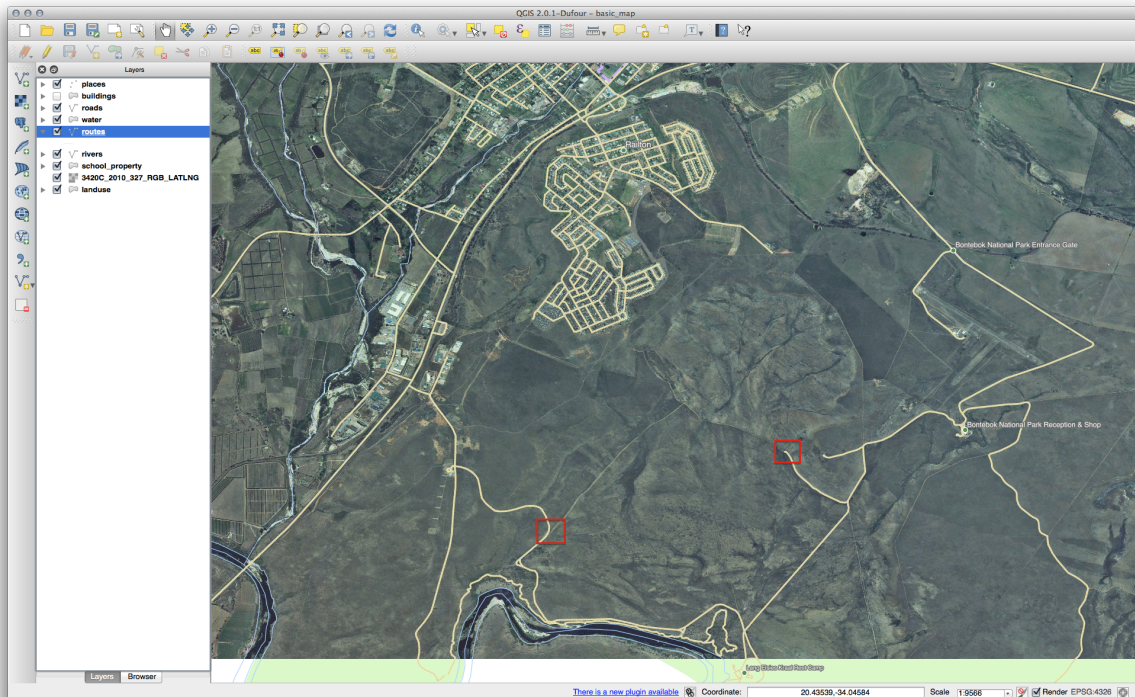 QGIS 2.0.1-Dufour - basic_map
Layers
places
buildings
roads
water
routes
rivers
school_property
3420C_2010_327_RGB_LATLNG
landuse
Railton
Bontebok National Park Entrance Gate
Bontebok National Park Reception & Shop
Lang Elsies Kraal Rest Camp
Layers Browser
There is a new plugin available Coordinate: 20.43539,-34.04584 Scale 1:9566 Render EPSG:4326